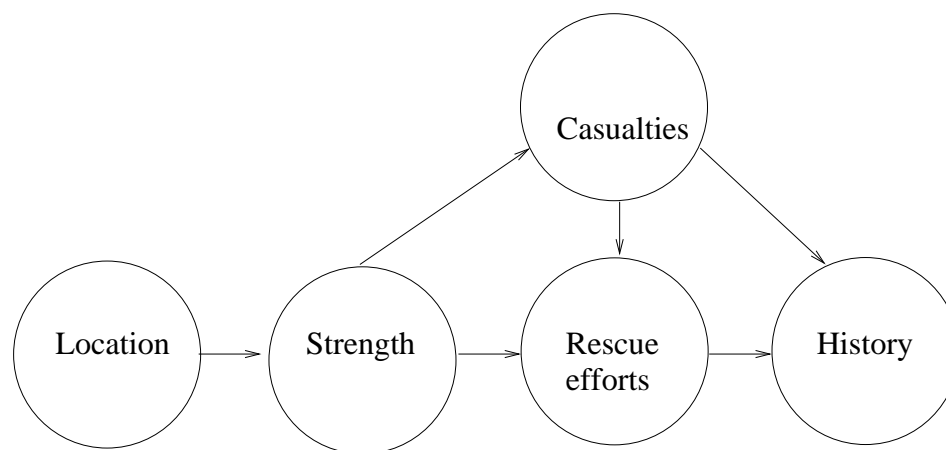 Casualties
Location
Strength
Rescue
efforts
History